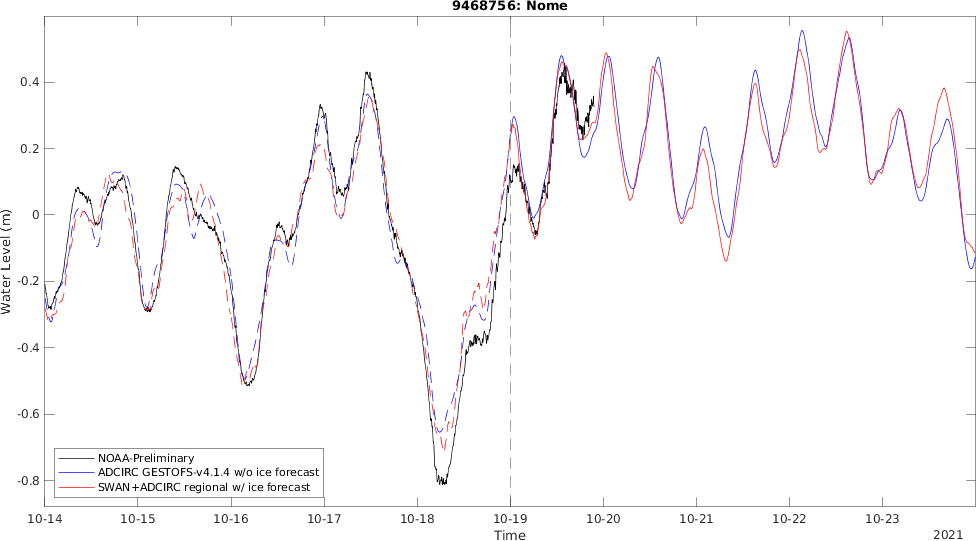 9468756: Nome
Water Level (m)
0.4
0.2
0
-0.2
-0.4
-0.6
-0.8
NOAA-Preliminary
ADCIRC GESTOFS-v4.1.4 w/o ice forecast
SWAN+ADCIRC regional w/ ice forecast
10-14 10-15 10-16 10-17 10-18 10-19 10-20 10-21 10-22 10-23
Time
2021